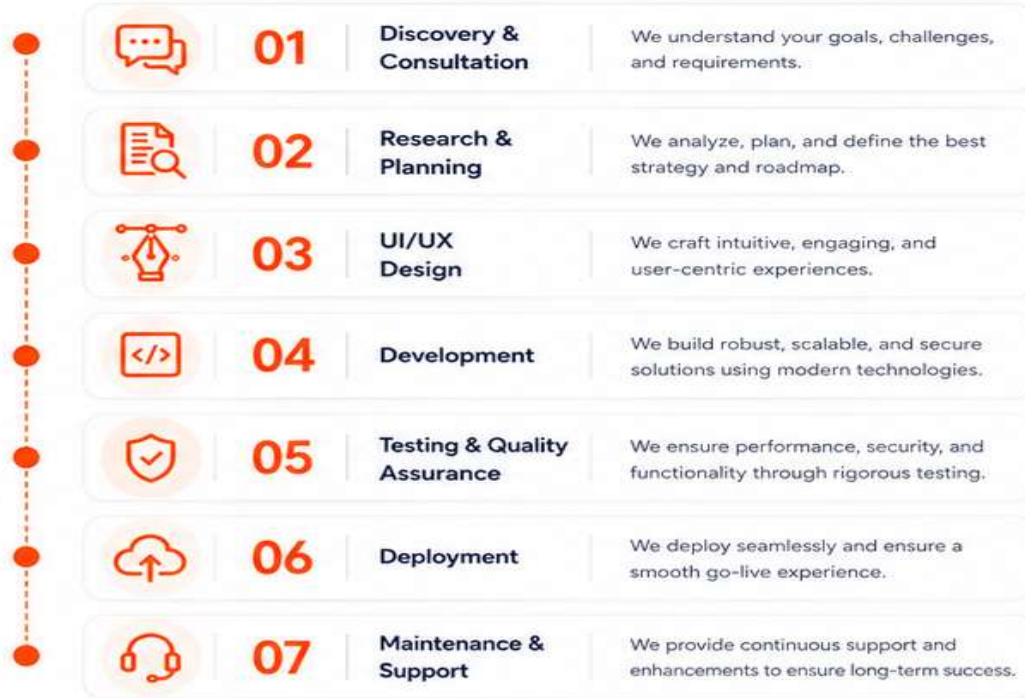 01
Discovery &
Consultation
We understand your goals, challenges,
and requirements.
02
Research &
Planning
We analyze, plan, and define the best
strategy and roadmap.
03
UI/UX
Design
We craft intuitive, engaging, and
user-centric experiences.
</>
04
Development
We build robust, scalable, and secure
solutions using modern technologies.
05
Testing & Quality
Assurance
We ensure performance, security, and
functionality through rigorous testing.
06
Deployment
We deploy seamlessly and ensure a
smooth go-live experience.
07
Maintenance &
Support
We provide continuous support and
enhancements to ensure long-term success.